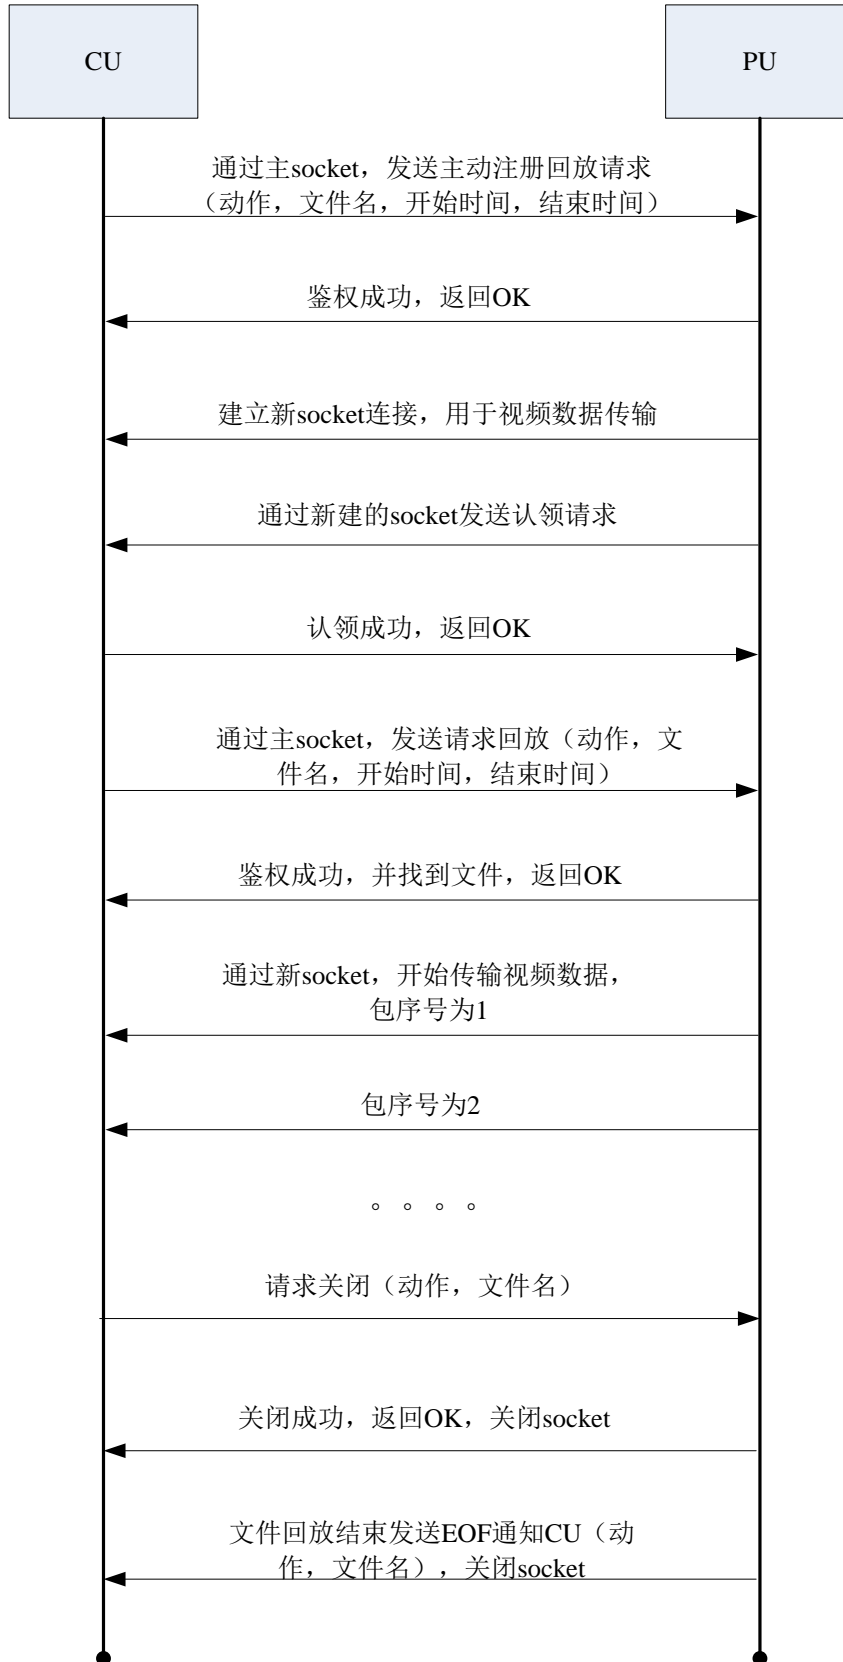 CU
PU
通过主socket，发送主动注册回放请求
（动作，文件名，开始时间，结束时间）
鉴权成功，返回OK
建立新socket连接，用于视频数据传输
通过新建的socket发送认领请求
认领成功，返回OK
通过主socket，发送请求回放（动作，文
件名，开始时间，结束时间）
鉴权成功，并找到文件，返回OK
通过新socket，开始传输视频数据，
包序号为1
包序号为2
。。。。
请求关闭（动作，文件名）
关闭成功，返回OK，关闭socket
文件回放结束发送EOF通知CU（动
作，文件名），关闭socket